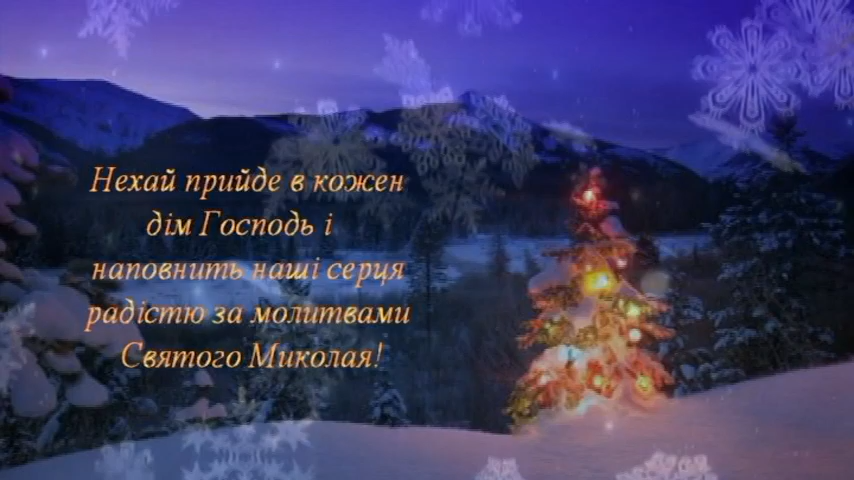 Нехай прийде в кожен
дім Господь і
наповнить наші серця
радістю за молитвами
Святого Миколая!